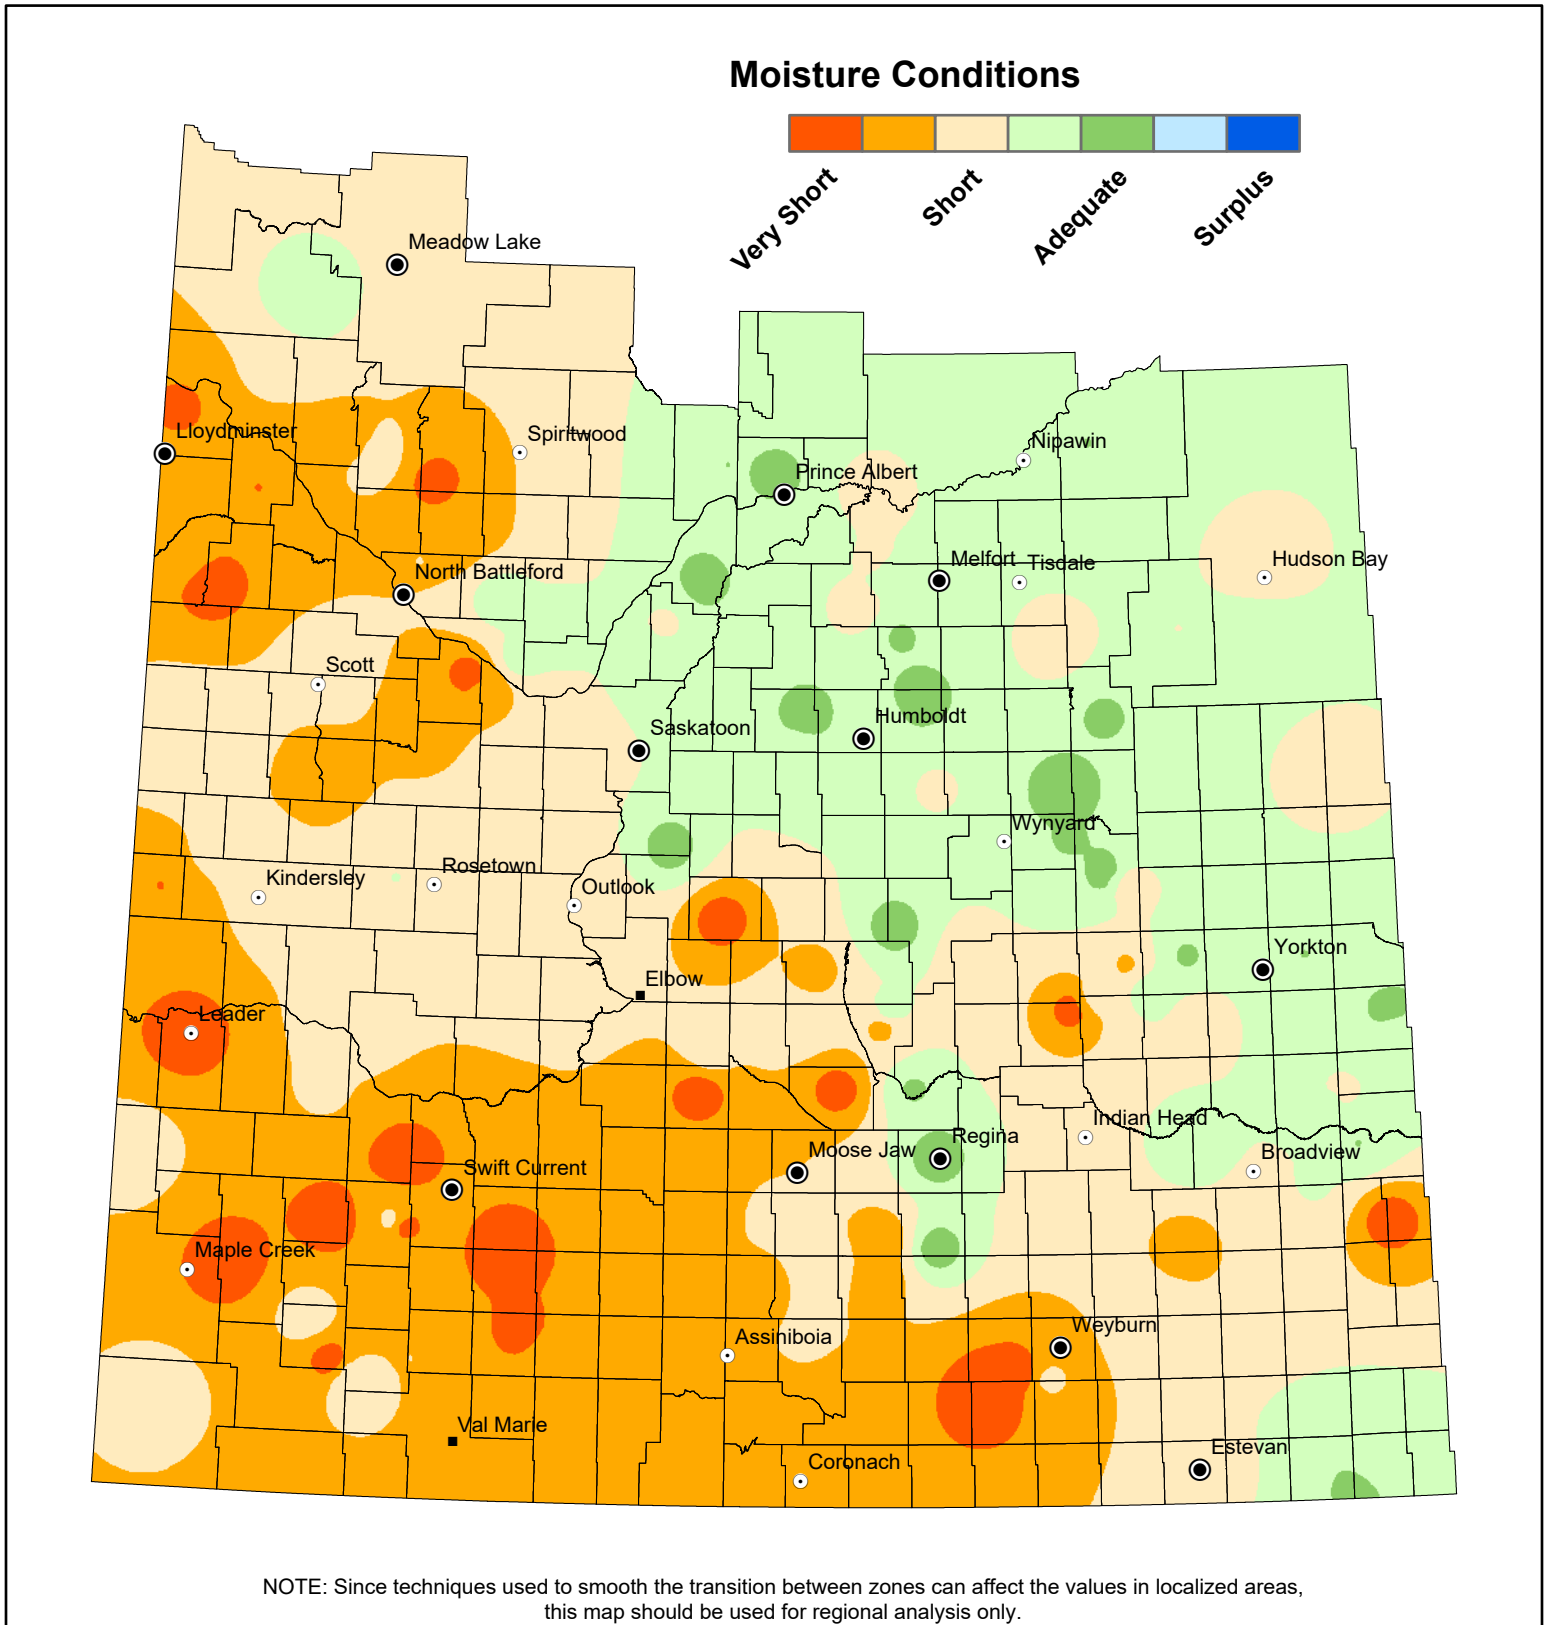 Moisture Conditions
Very Short
Short
Adequate
Surplus
Meadow Lake
Lloydminster
Spiritwood
Nipawin
Prince Albert
Melfort
Tisdale
Hudson Bay
North Battleford
Scott
Saskatoon
Humboldt
Wynyard
Kindersley
Rosetown
Outlook
Yorkton
Elbow
Leader
Indian Head
Regina
Moose Jaw
Broadview
Swift Current
Maple Creek
Assiniboia
Weyburn
Val Marie
Estevan
Coronach
NOTE: Since techniques used to smooth the transition between zones can affect the values in localized areas,
this map should be used for regional analysis only.